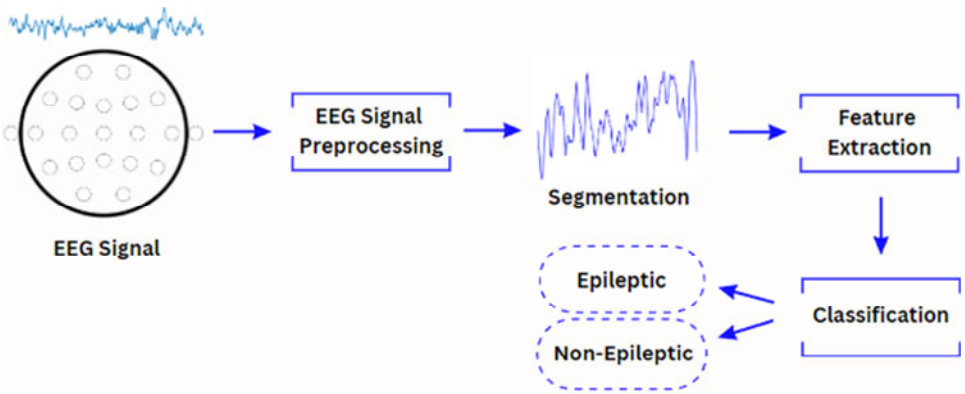 EEG Signal
EEG Signal
Preprocessing
Segmentation
Feature
Extraction
Classification
Epileptic
Non-Epileptic